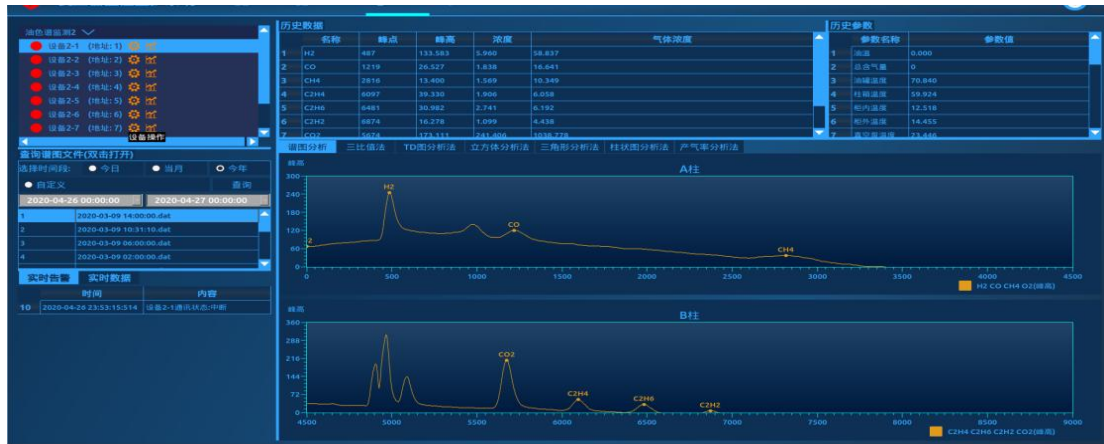 油色谱监测2
设备2-1 (地址: 1)
设备2-2 (地址: 2)
设备2-3 (地址: 3)
设备2-4 (地址: 4)
设备2-5 (地址: 5)
设备2-6 (地址: 6)
设备2-7 (地址: 7)
设备操作
查询谱图文件(双击打开)
选择时间段: 今日 当月 今年
自定义 查询
2020-04-26 00:00:00 2020-04-27 00:00:00
1 2020-03-09 14:00:00.dat
2 2020-03-09 10:31:10.dat
3 2020-03-09 06:00:00.dat
4 2020-03-09 02:00:00.dat
实时告警 实时数据
时间 内容
10 2020-04-26 23:53:15:514 设备2-1通讯状态:中断
历史数据
名称 峰点 峰高 浓度 气体浓度
1 H2 487 133.583 5.960 58.837
2 CO 1219 26.527 1.838 16.641
3 CH4 2816 13.400 1.569 10.349
4 C2H4 6097 39.330 1.906 6.058
5 C2H6 6481 30.982 2.741 6.192
6 C2H2 6874 16.278 1.099 4.438
7 CO2 5674 173.111 241.406 1038.778
历史参数
参数名称 参数值
1 油温 0.000
2 总含气量 0
3 油罐温度 70.840
4 柱箱温度 59.924
5 柜内温度 12.518
6 柜外温度 14.455
7 真空管温度 23.446
谱图分析 三比值法 TD图分析法 立方体分析法 三角形分析法 柱状图分析法 产气率分析法
峰高
A柱
300
240
180
120
60
0
H2
CO
CH4
2
0 500 1000 1500 2000 2500 3000 3500 4000 4500
H2 CO CH4 O2(峰高)
峰高
B柱
360
288
216
144
72
0
CO2
C2H4
C2H6
C2H2
4500 5000 5500 6000 6500 7000 7500 8000 8500 9000
C2H4 C2H6 C2H2 CO2(峰高)